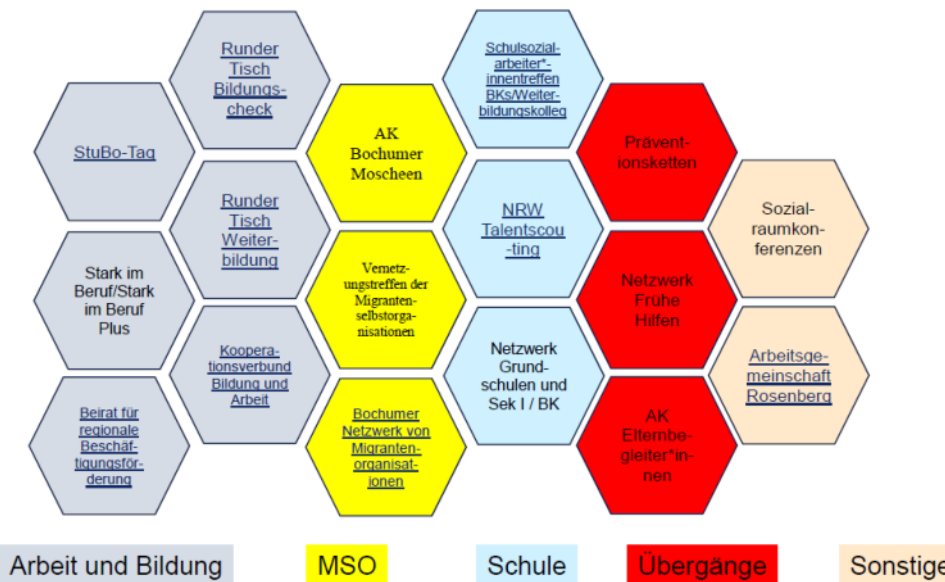 Runder
Tisch
Bildungs-
check
StuBo-Tag
Runder
Tisch
Weiter-
bildung
Stark im
Beruf/Stark
im Beruf
Plus
Kooper-
ationsverbund
Bildung und
Arbeit
Beirat für
regionale
Beschäf-
tigungsför-
derung
AK
Bochumer
Moscheen
Vernetz-
ungstreffen der
Migranten-
selbstorga-
nisationen
Bochumer
Netzwerk von
Migranten-
organisat-
ionen
Schulsozial-
arbeiter*-
innentreffen
BKs/Weiter-
bildungskolleg
NRW
Talentscou
-ting
Netzwerk
Grund-
schulen und
Sek I / BK
Prävent-
ionsketten
Netzwerk
Frühe
Hilfen
AK
Elternbe-
gleiter*in-
nen
Sozial-
raumkon-
ferenzen
Arbeitsge-
meinschaft
Rosenberg
Arbeit und Bildung
MSO
Schule
Übergänge
Sonstige